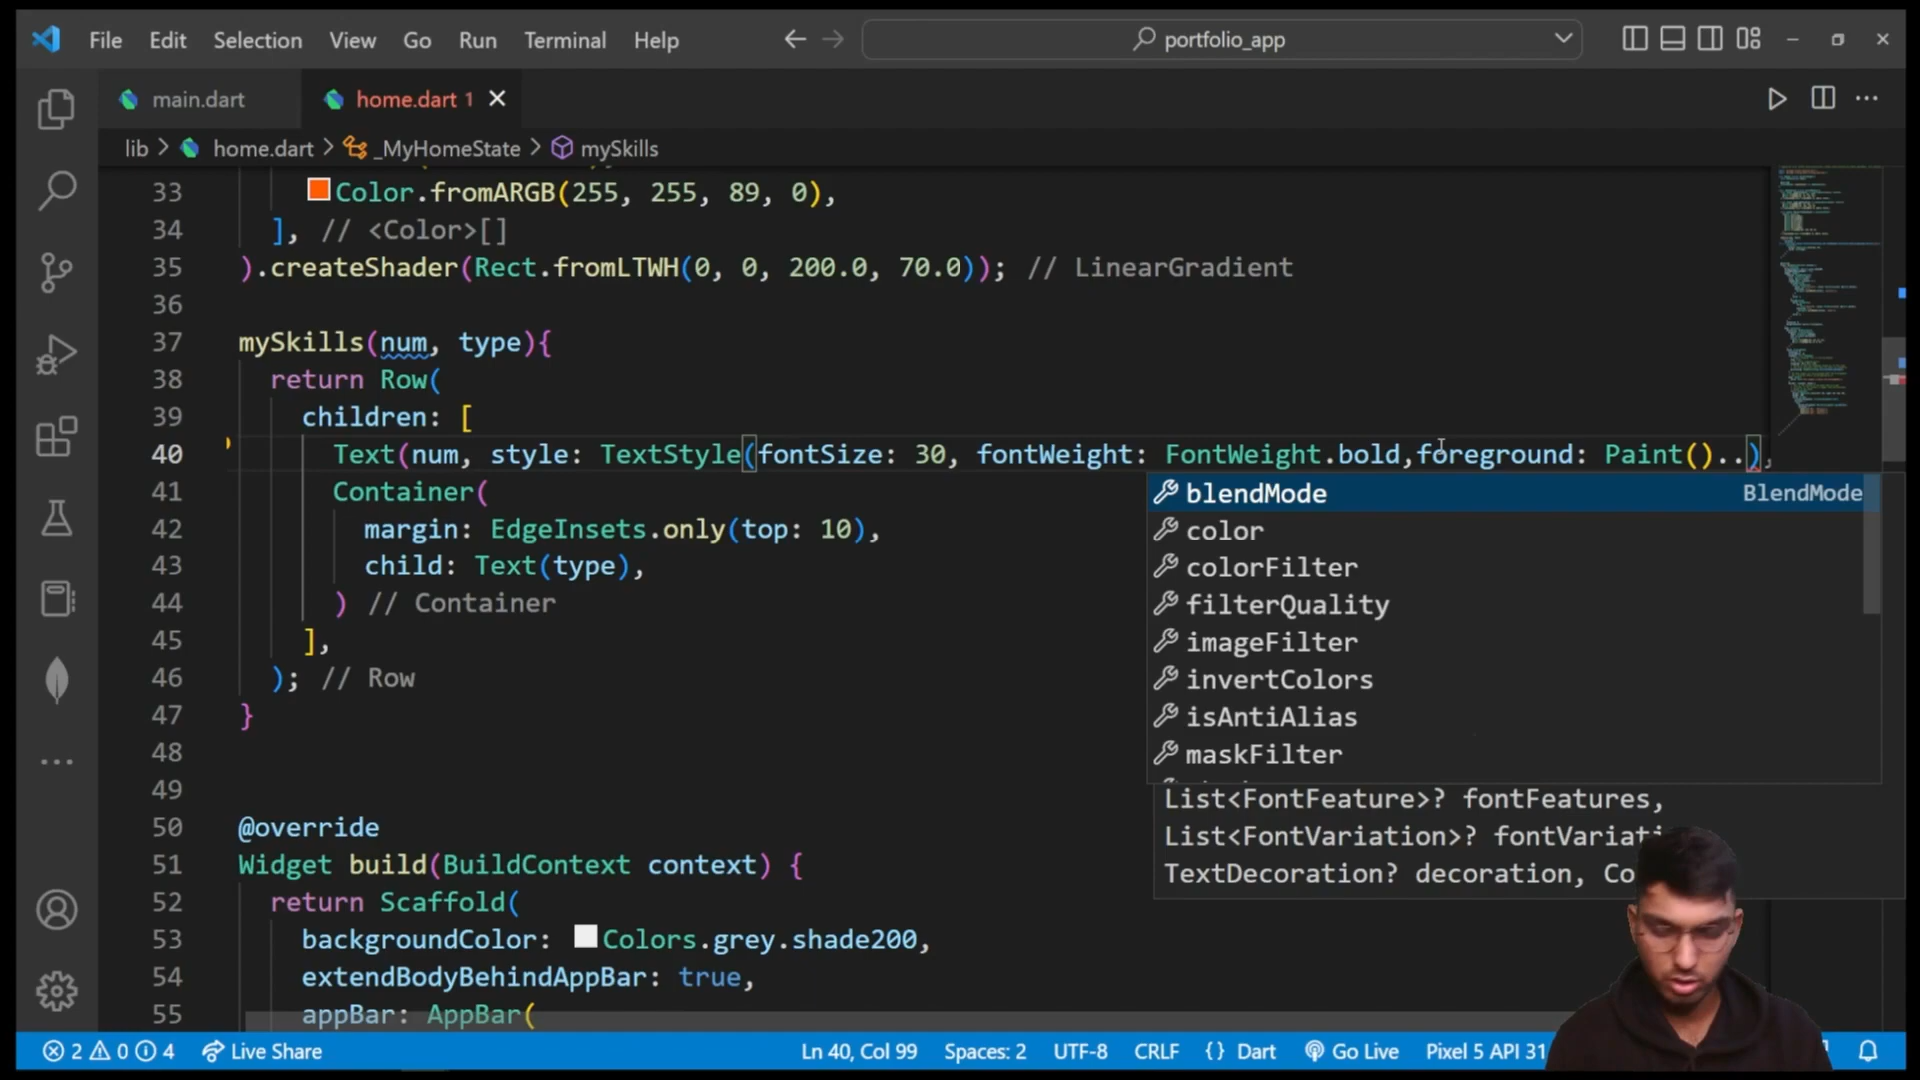 File Edit Selection View Go Run Terminal Help portfolio_app
main.dart home.dart 1
lib > home.dart > _MyHomeState > mySkills
33 Color.fromARGB(255, 255, 89, 0),
34 ], // <Color>[]
35 ).createShader(Rect.fromLTWH(0, 0, 200.0, 70.0)); // LinearGradient
36
37 mySkills(num, type){
38 return Row(
39 children: [
40 Text(num, style: TextStyle(fontSize: 30, fontWeight: FontWeight.bold,foreground: Paint()..),
41 Container(
42 margin: EdgeInsets.only(top: 10),
43 child: Text(type),
44 ) // Container
45 ],
46 ); // Row
47 }
48
49
50 @override
51 Widget build(BuildContext context) {
52 return Scaffold(
53 backgroundColor: Colors.grey.shade200,
54 extendBodyBehindAppBar: true,
55 appBar: AppBar(
blendMode BlendMode
color
colorFilter
filterQuality
imageFilter
invertColors
isAntiAlias
maskFilter
List<FontFeature>? fontFeatures,
List<FontVariation>?
TextDecoration? decoration,
2 0 4 Live Share Ln 40, Col 99 Spaces: 2 UTF-8 CRLF {} Dart Go Live Pixel 5 API 31